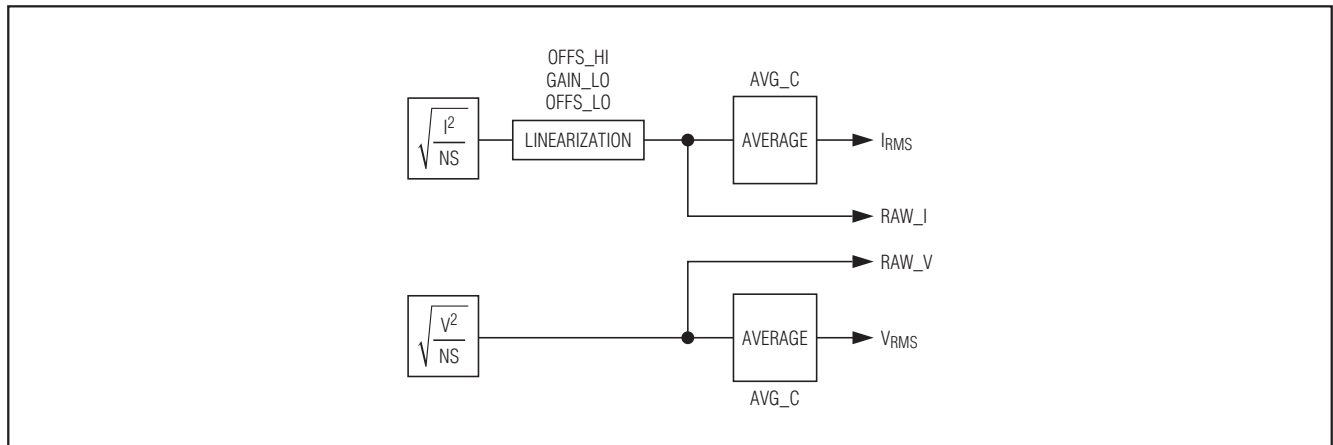 OFFS_HI
GAIN_LO
OFFS_LO
AVG_C
√(I²/NS)
LINEARIZATION
AVERAGE
IRMS
RAW_I
RAW_V
√(V²/NS)
AVERAGE
VRMS
AVG_C